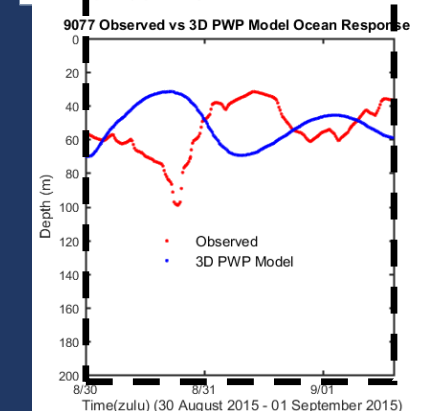 9077 Observed vs 3D PWP Model Ocean Response
0
20
40
60
80
100
120
140
160
180
200
Depth (m)
Observed
3D PWP Model
8/30 8/31 9/01
Time(zulu) (30 August 2015 - 01 September 2015)